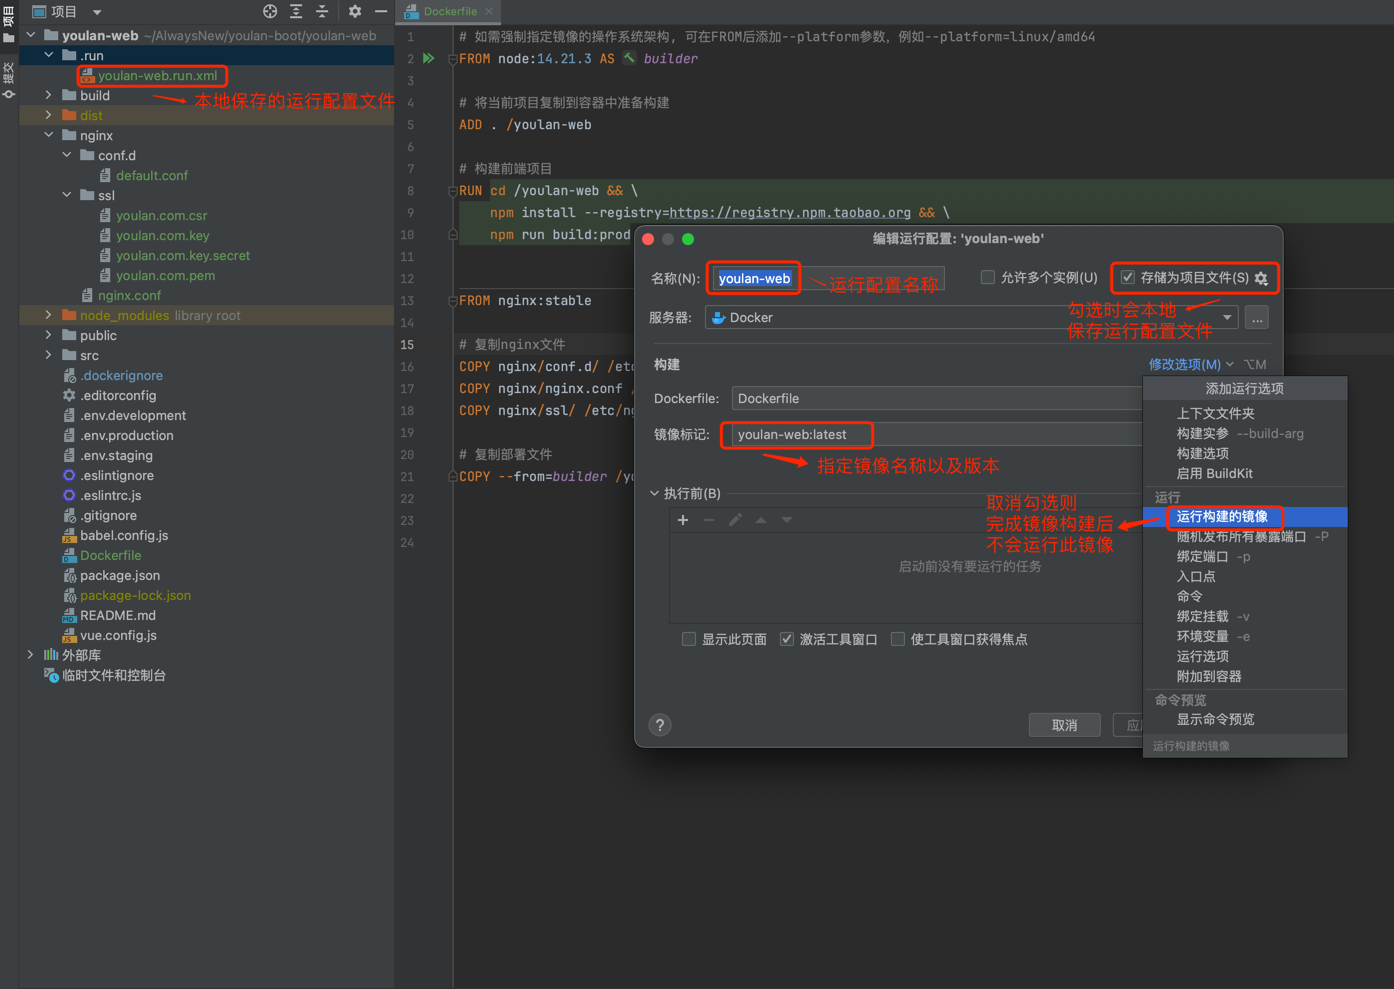 项目
提交
项目
youlan-web ~/AlwaysNew/youlan-boot/youlan-web
.run
youlan-web.run.xml
build
本地保存的运行配置文件
dist
nginx
conf.d
default.conf
ssl
youlan.com.csr
youlan.com.key
youlan.com.key.secret
youlan.com.pem
nginx.conf
node_modules library root
public
src
.dockerignore
.editorconfig
.env.development
.env.production
.env.staging
.eslintignore
.eslintrc.js
.gitignore
babel.config.js
Dockerfile
package.json
package-lock.json
README.md
vue.config.js
外部库
临时文件和控制台
Dockerfile
1 # 如需强制指定镜像的操作系统架构, 可在FROM后添加--platform参数, 例如--platform=linux/amd64
2 FROM node:14.21.3 AS builder
3
4 # 将当前项目复制到容器中准备构建
5 ADD . /youlan-web
6
7 # 构建前端项目
8 RUN cd /youlan-web && \
9 npm install --registry=https://registry.npm.taobao.org && \
10 npm run build:prod
11
12
13 FROM nginx:stable
14
15 # 复制nginx文件
16 COPY nginx/conf.d/ /etc
17 COPY nginx/nginx.conf /
18 COPY nginx/ssl/ /etc/ng
19
20 # 复制部署文件
21 COPY --from=builder /yo
22
23
24
编辑运行配置: 'youlan-web'
名称(N): youlan-web
运行配置名称
允许多个实例(U)
存储为项目文件(S)
勾选时会本地
保存运行配置文件
服务器: Docker
...
构建
修改选项(M) ⌥M
Dockerfile: Dockerfile
镜像标记: youlan-web:latest
指定镜像名称以及版本
执行前(B)
启动前没有要运行的任务
取消勾选则
完成镜像构建后
不会运行此镜像
显示此页面
激活工具窗口
使工具窗口获得焦点
?
取消
应
添加运行选项
上下文文件夹
构建实参 --build-arg
构建选项
启用 BuildKit
运行
运行构建的镜像
随机发布所有暴露端口 -P
绑定端口 -p
入口点
命令
绑定挂载 -v
环境变量 -e
运行选项
附加到容器
命令预览
显示命令预览
运行构建的镜像